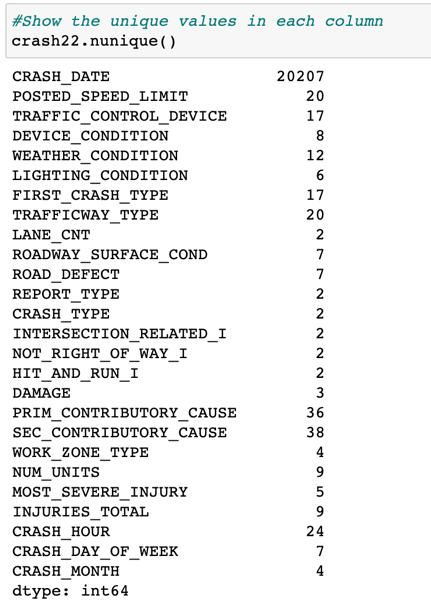 #Show the unique values in each column
crash22.nunique()
CRASH_DATE 20207
POSTED_SPEED_LIMIT 20
TRAFFIC_CONTROL_DEVICE 17
DEVICE_CONDITION 8
WEATHER_CONDITION 12
LIGHTING_CONDITION 6
FIRST_CRASH_TYPE 17
TRAFFICWAY_TYPE 20
LANE_CNT 2
ROADWAY_SURFACE_COND 7
ROAD_DEFECT 7
REPORT_TYPE 2
CRASH_TYPE 2
INTERSECTION_RELATED_I 2
NOT_RIGHT_OF_WAY_I 2
HIT_AND_RUN_I 2
DAMAGE 3
PRIM_CONTRIBUTORY_CAUSE 36
SEC_CONTRIBUTORY_CAUSE 38
WORK_ZONE_TYPE 4
NUM_UNITS 9
MOST_SEVERE_INJURY 5
INJURIES_TOTAL 9
CRASH_HOUR 24
CRASH_DAY_OF_WEEK 7
CRASH_MONTH 4
dtype: int64